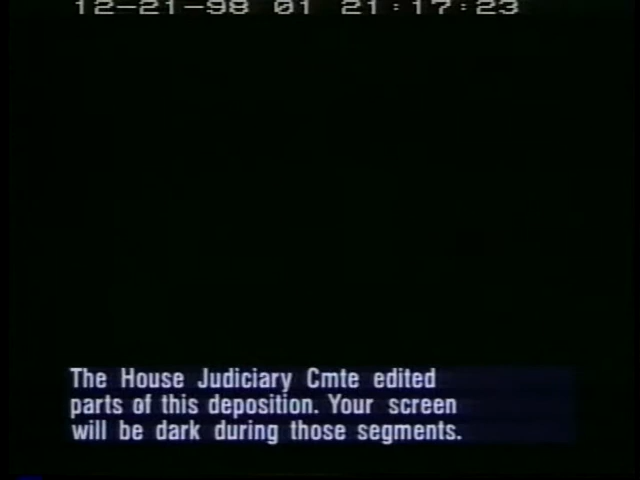 12-21-98 01 21:17:23
The House Judiciary Cmte edited
parts of this deposition. Your screen
will be dark during those segments.